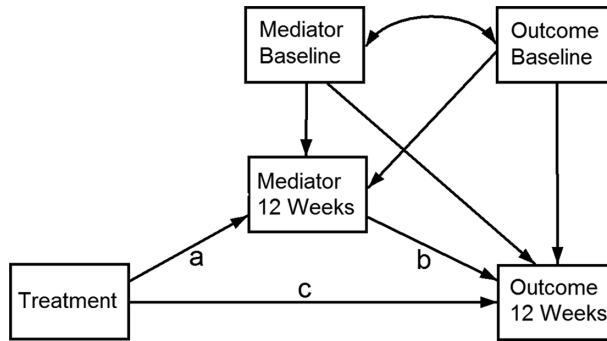 Mediator
Baseline
Outcome
Baseline
Mediator
12 Weeks
a
b
Treatment
c
Outcome
12 Weeks